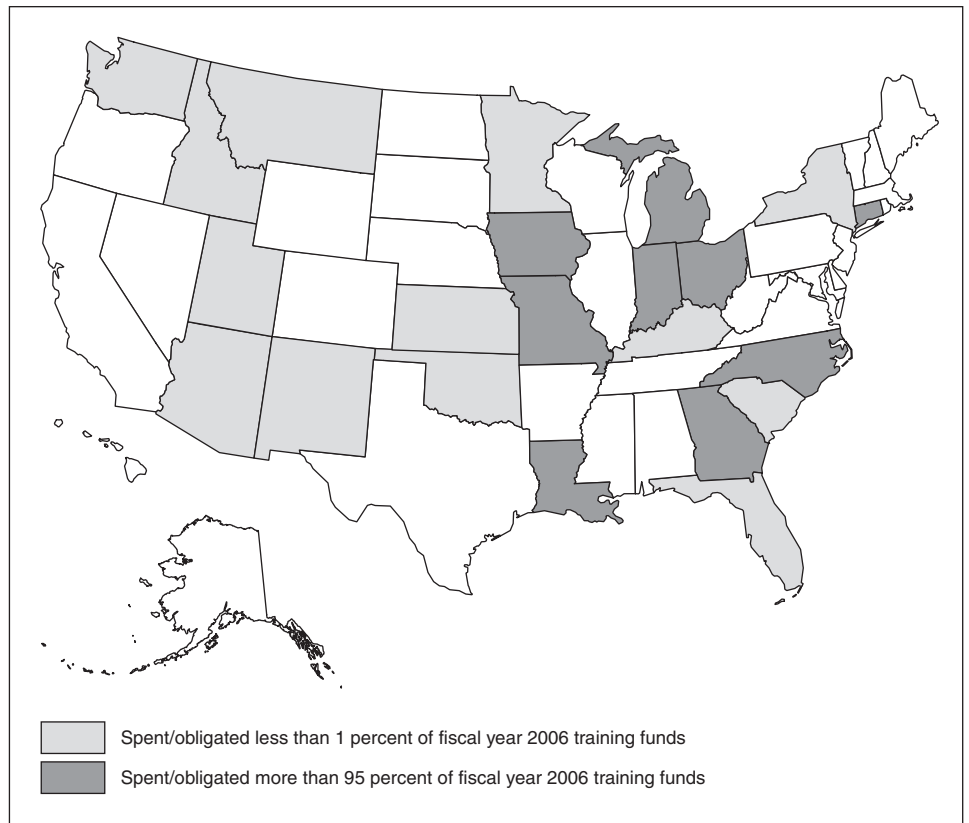 Spent/obligated less than 1 percent of fiscal year 2006 training funds
Spent/obligated more than 95 percent of fiscal year 2006 training funds